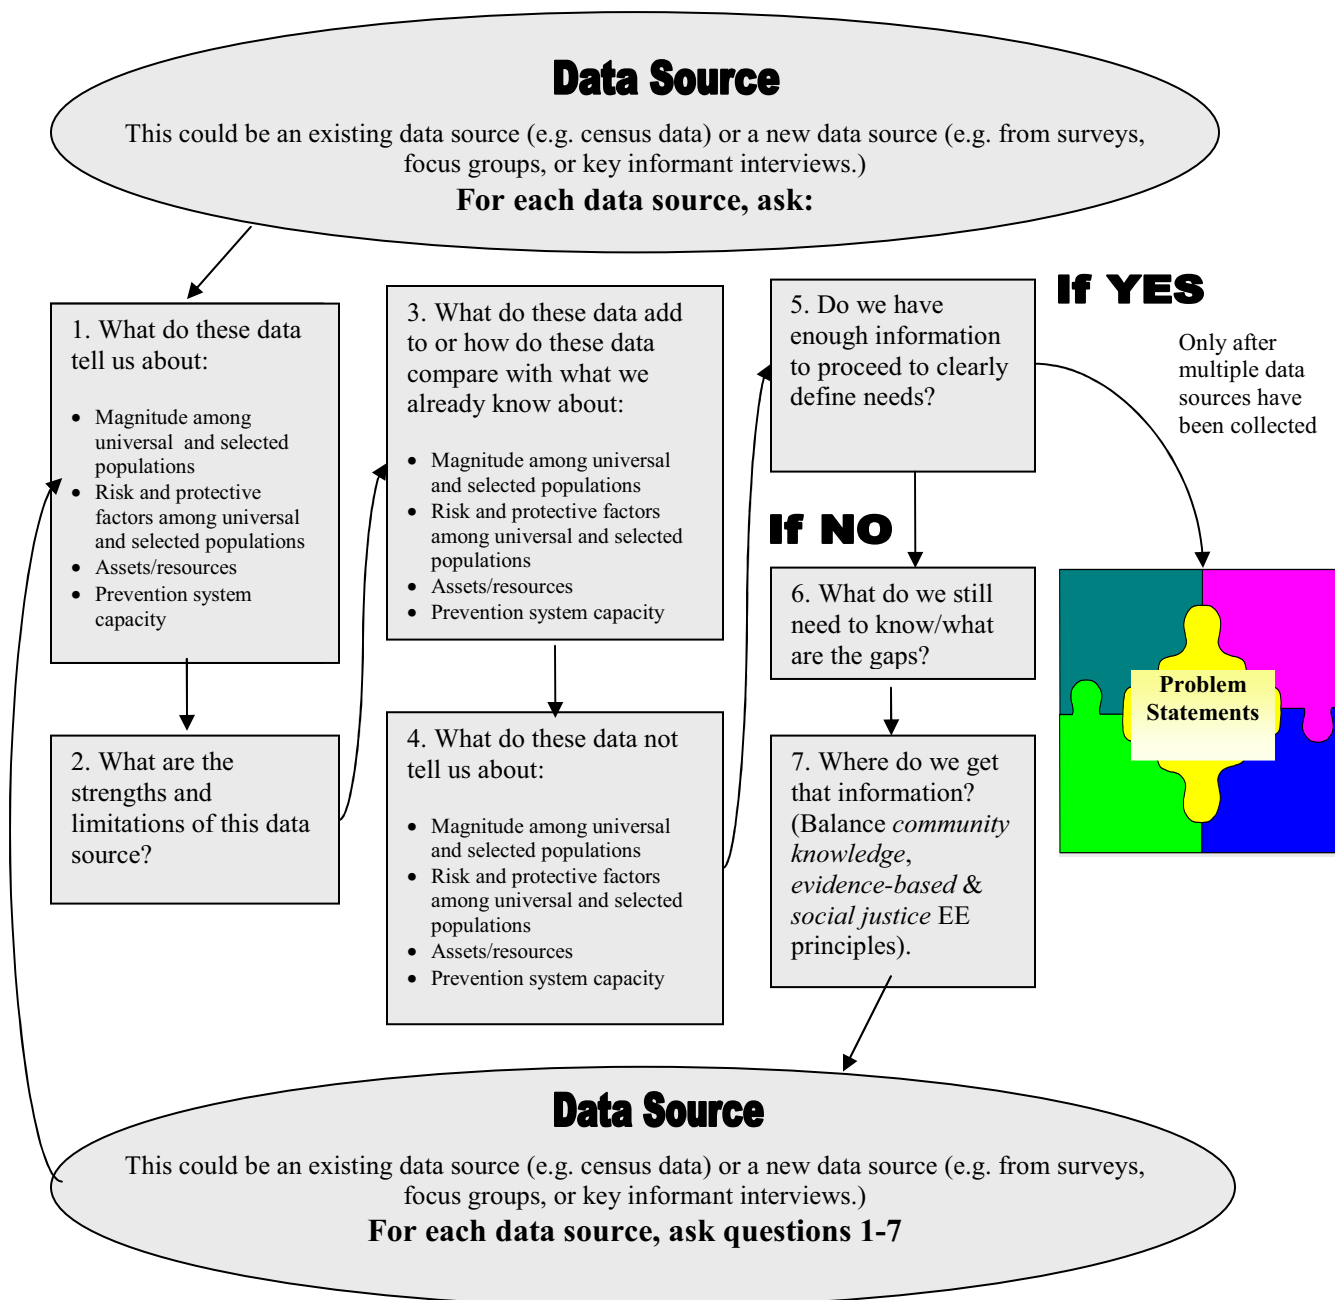 Data Source
This could be an existing data source (e.g. census data) or a new data source (e.g. from surveys,
focus groups, or key informant interviews.)
For each data source, ask:
1. What do these data
tell us about:
• Magnitude among
universal and selected
populations
• Risk and protective
factors among universal
and selected populations
• Assets/resources
• Prevention system
capacity
2. What are the
strengths and
limitations of this data
source?
3. What do these data add
to or how do these data
compare with what we
already know about:
• Magnitude among universal
and selected populations
• Risk and protective factors
among universal and selected
populations
• Assets/resources
• Prevention system capacity
4. What do these data not
tell us about:
• Magnitude among universal
and selected populations
• Risk and protective factors
among universal and selected
populations
• Assets/resources
• Prevention system capacity
5. Do we have
enough information
to proceed to clearly
define needs?
If YES
Only after
multiple data
sources have
been collected
Problem
Statements
If NO
6. What do we still
need to know/what
are the gaps?
7. Where do we get
that information?
(Balance community
knowledge,
evidence-based &
social justice EE
principles).
Data Source
This could be an existing data source (e.g. census data) or a new data source (e.g. from surveys,
focus groups, or key informant interviews.)
For each data source, ask questions 1-7